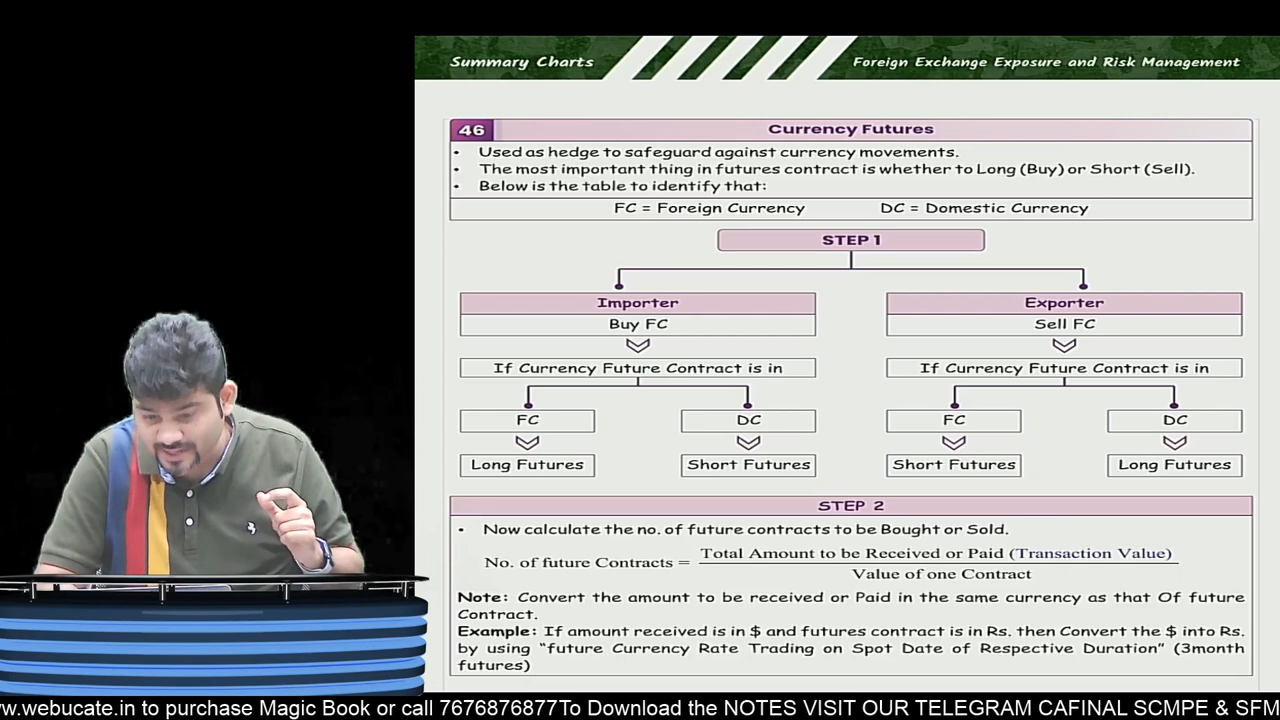 Summary Charts
Foreign Exchange Exposure and Risk Management
46
Currency Futures
• Used as hedge to safeguard against currency movements.
• The most important thing in futures contract is whether to Long (Buy) or Short (Sell).
• Below is the table to identify that:
FC = Foreign Currency DC = Domestic Currency
STEP 1
Importer
Buy FC
If Currency Future Contract is in
FC
DC
Long Futures
Short Futures
Exporter
Sell FC
If Currency Future Contract is in
FC
DC
Short Futures
Long Futures
STEP 2
• Now calculate the no. of future contracts to be Bought or Sold.
No. of future Contracts = Total Amount to be Received or Paid (Transaction Value)
Value of one Contract
Note: Convert the amount to be received or Paid in the same currency as that Of future
Contract.
Example: If amount received is in $ and futures contract is in Rs. then Convert the $ into Rs.
by using “future Currency Rate Trading on Spot Date of Respective Duration” (3month
futures)
ww.webucate.in to purchase Magic Book or call 7676876877To Download the NOTES VISIT OUR TELEGRAM CAFINAL SCMPE & SFM